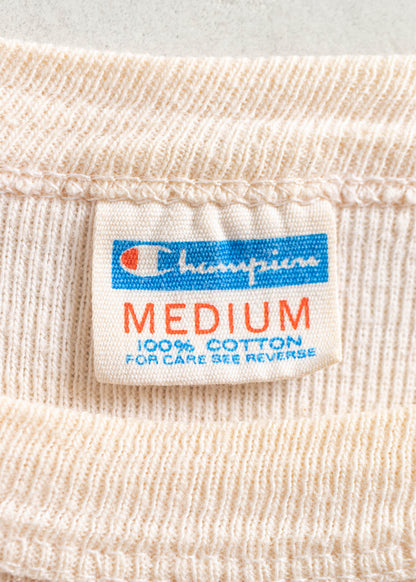 Champion
MEDIUM
100% COTTON
FOR CARE SEE REVERSE